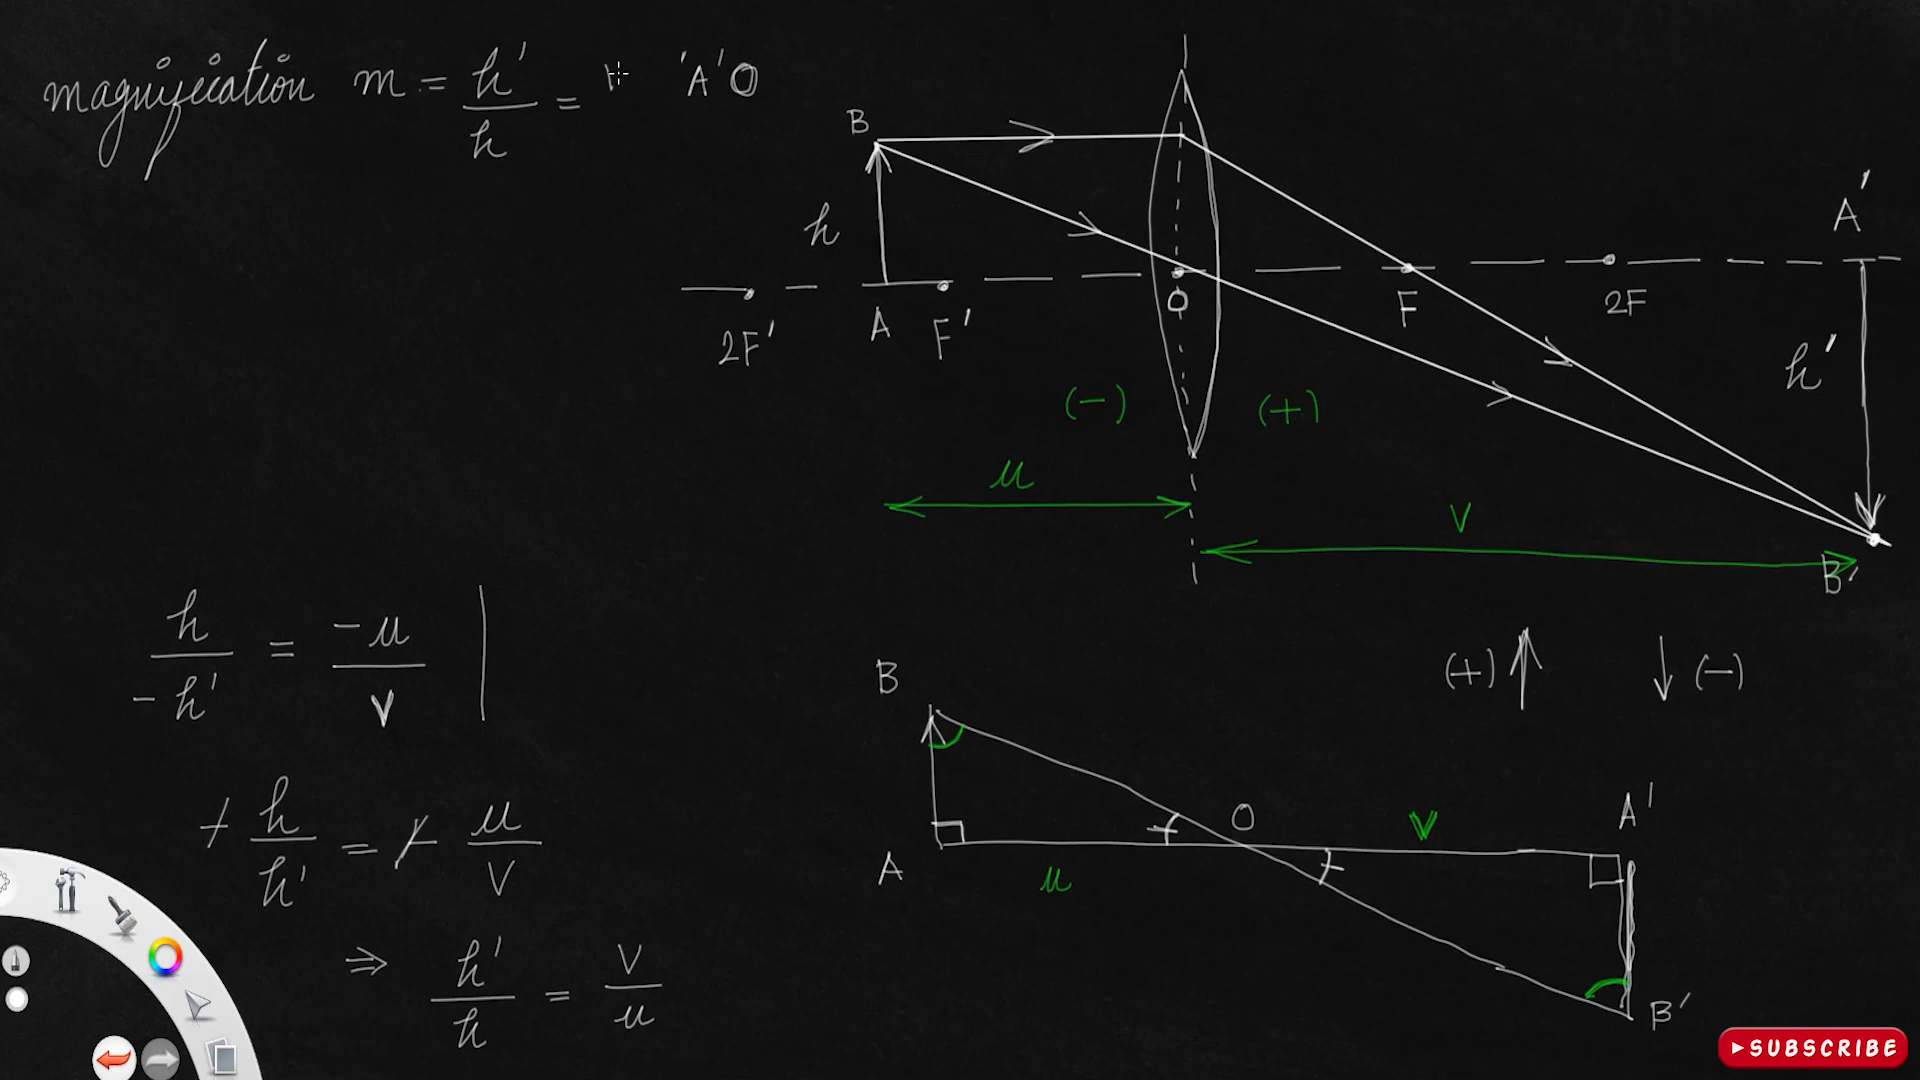 magnification m = h'/h = 'A'O
B
h
A'
O
F
2F
2F'
A
F'
h'
(-)
(+)
u
v
B'
h/-h' = -u/v
(+) ↑ ↓ (-)
B
+ h/h' = - u/v
O
v
A'
A
u
⇒ h'/h = v/u
B'
SUBSCRIBE